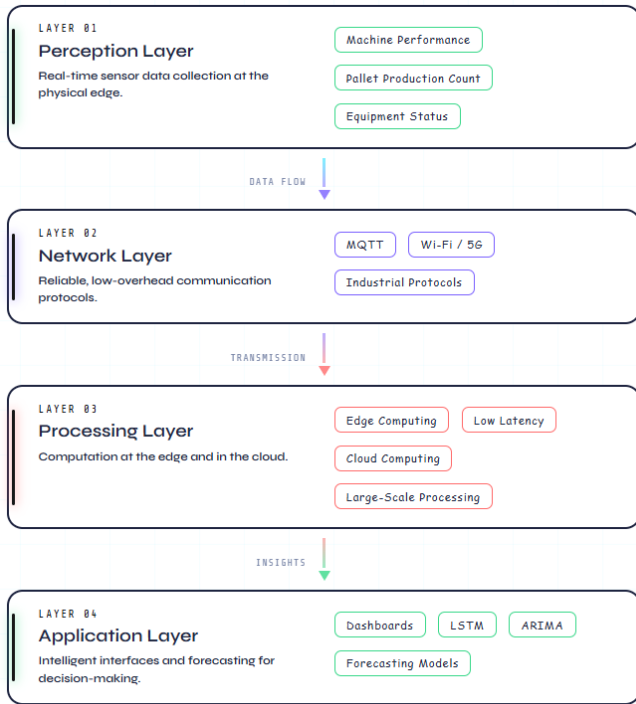 LAYER 01
Perception Layer
Real-time sensor data collection at the
physical edge.
Machine Performance
Pallet Production Count
Equipment Status
DATA FLOW
LAYER 02
Network Layer
Reliable, low-overhead communication
protocols.
MQTT Wi-Fi / 5G
Industrial Protocols
TRANSMISSION
LAYER 03
Processing Layer
Computation at the edge and in the cloud.
Edge Computing Low Latency
Cloud Computing
Large-Scale Processing
INSIGHTS
LAYER 04
Application Layer
Intelligent interfaces and forecasting for
decision-making.
Dashboards LSTM ARIMA
Forecasting Models